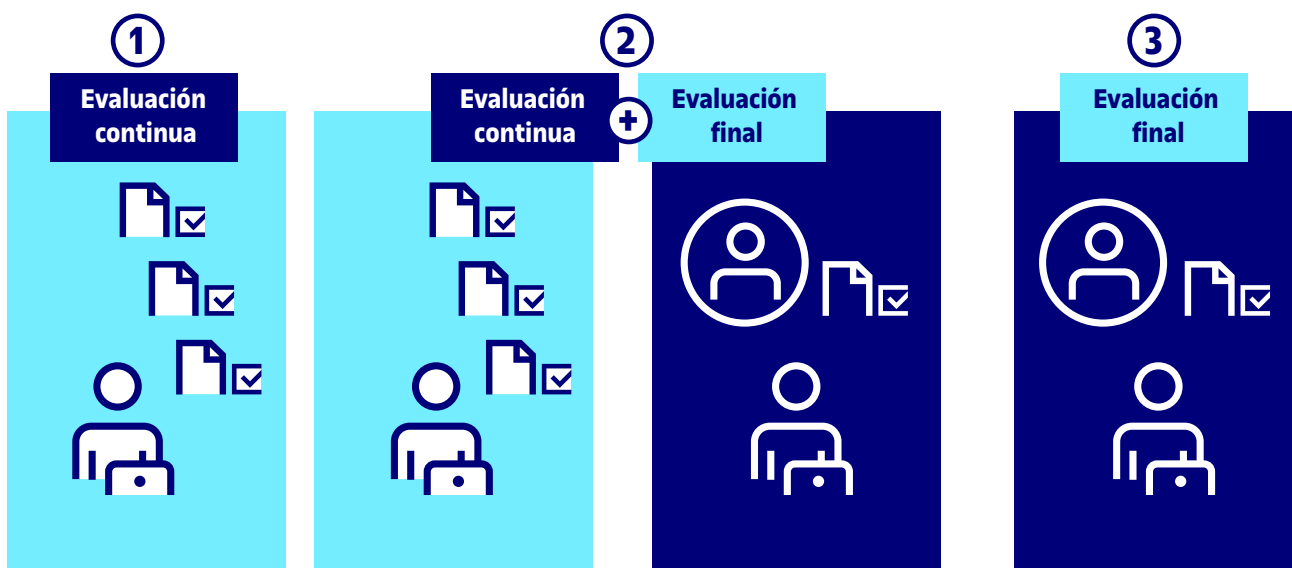 1
Evaluación
continua
2
Evaluación
continua
+
Evaluación
final
3
Evaluación
final